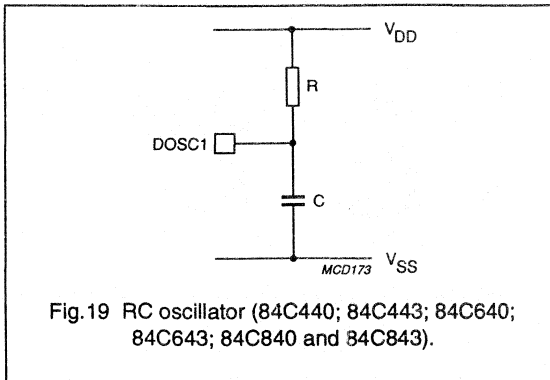 VDD
R
DOSC1
C
MCD173
VSS
Fig.19 RC oscillator (84C440; 84C443; 84C640;
84C643; 84C840 and 84C843).